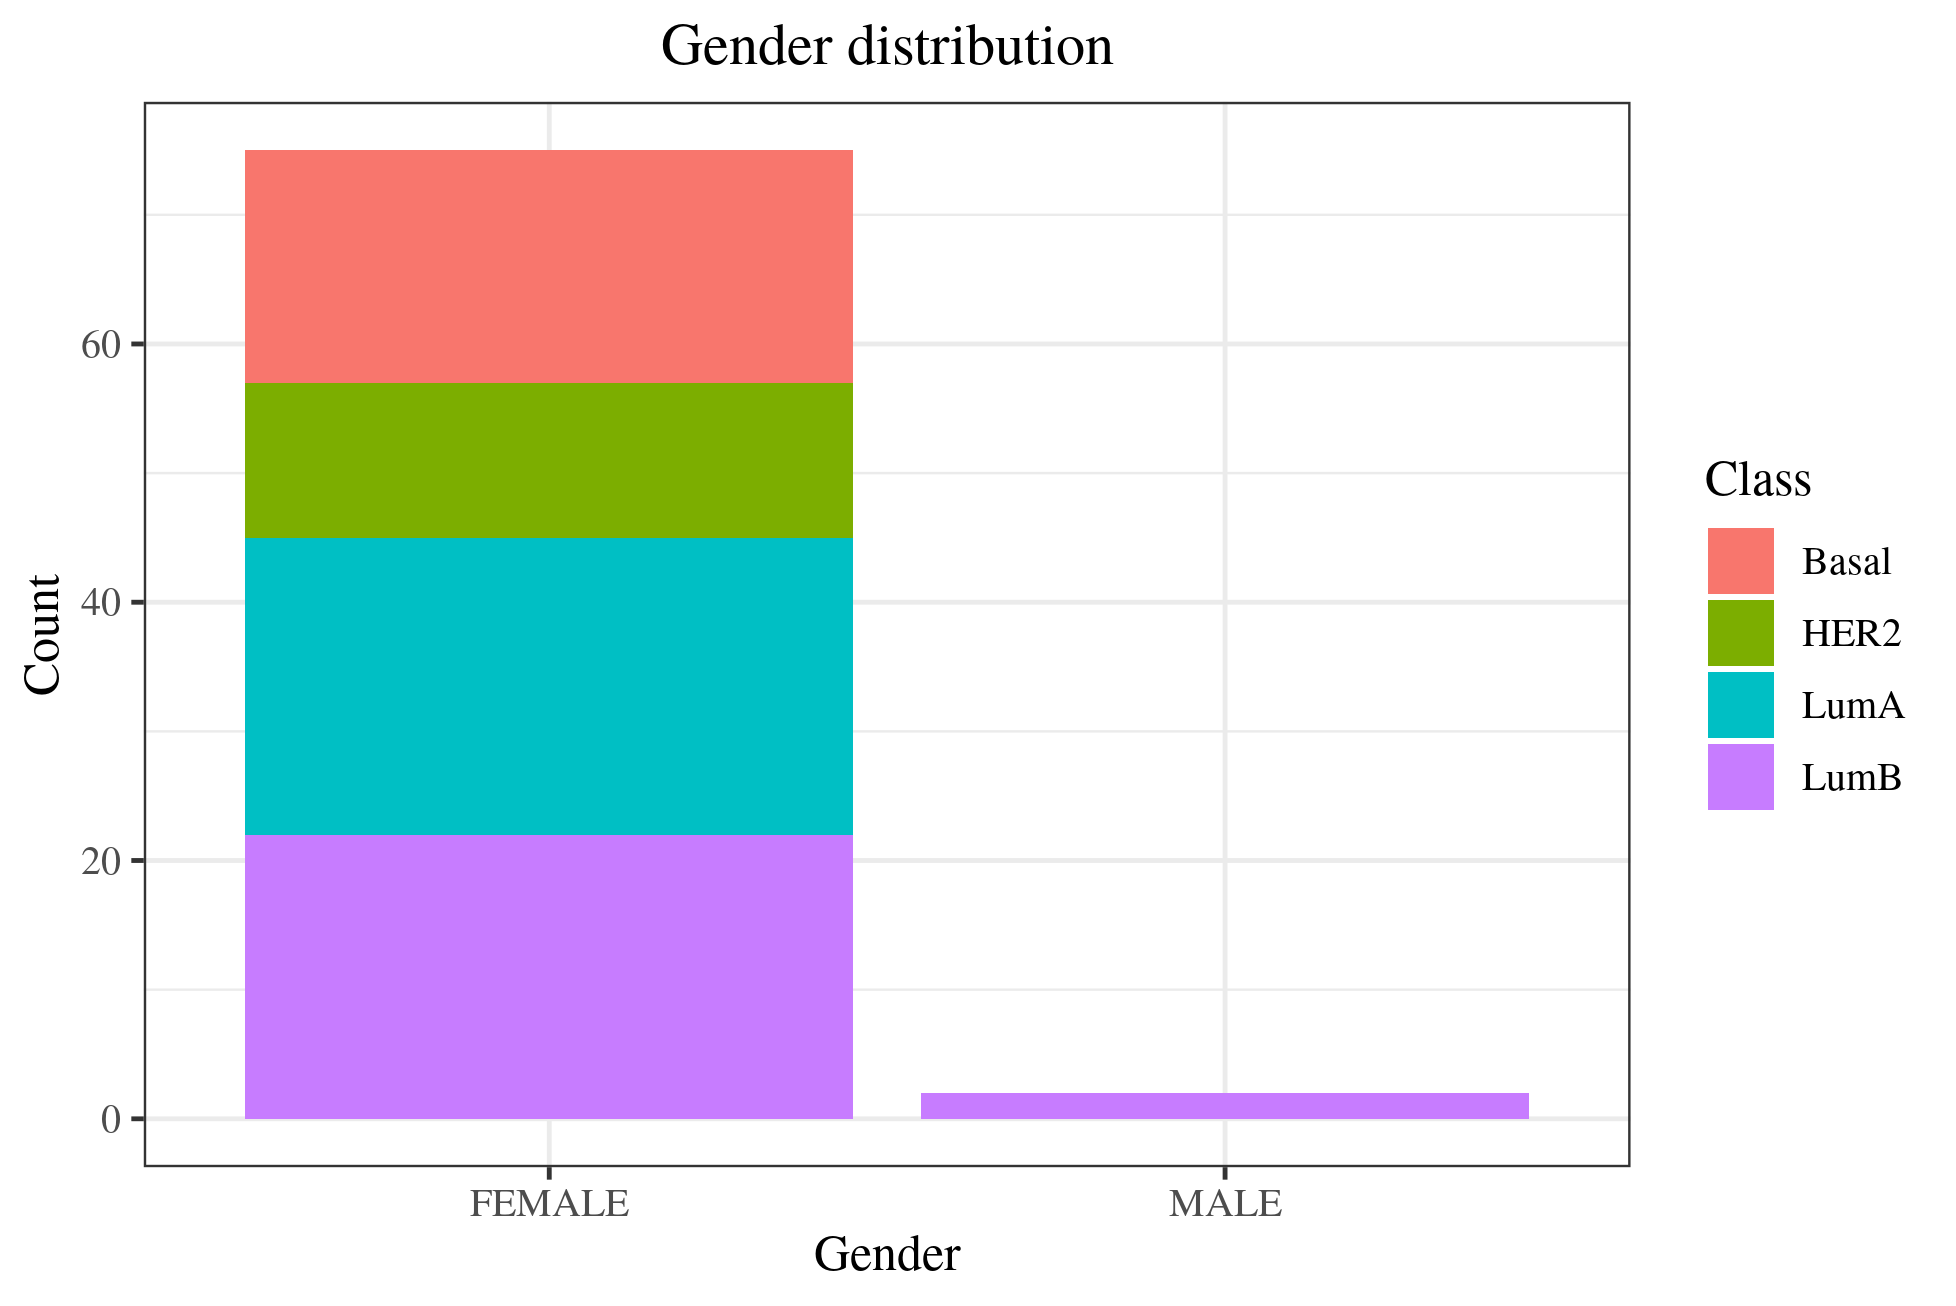 Gender distribution
Count
60
40
20
0
FEMALE
MALE
Gender
Class
Basal
HER2
LumA
LumB